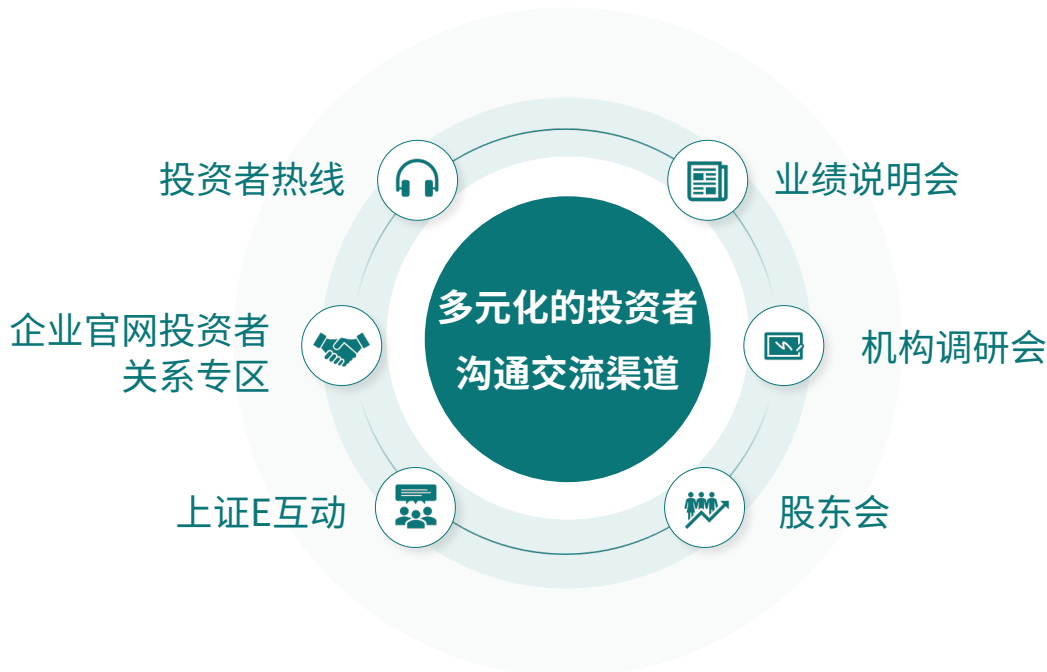 投资者热线
业绩说明会
多元化的投资者
沟通交流渠道
企业官网投资者
关系专区
机构调研会
上证E互动
股东会